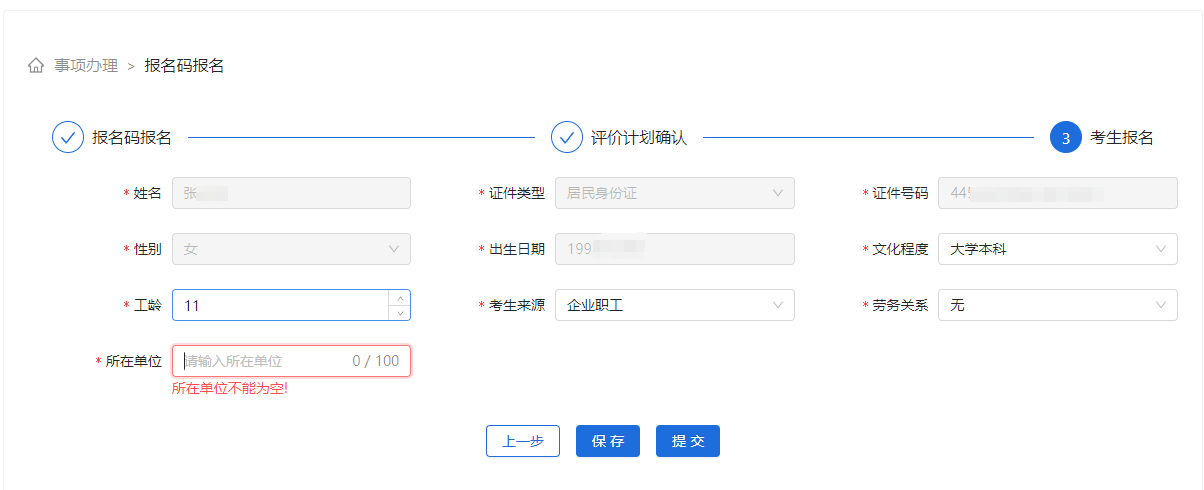 事项办理 > 报名码报名
报名码报名 评价计划确认 3 考生报名
* 姓名 张 * 证件类型 居民身份证 * 证件号码 445
* 性别 女 * 出生日期 199 * 文化程度 大学本科
* 工龄 11 * 考生来源 企业职工 * 劳务关系 无
* 所在单位 请输入所在单位 0 / 100
所在单位不能为空!
上一步 保 存 提 交